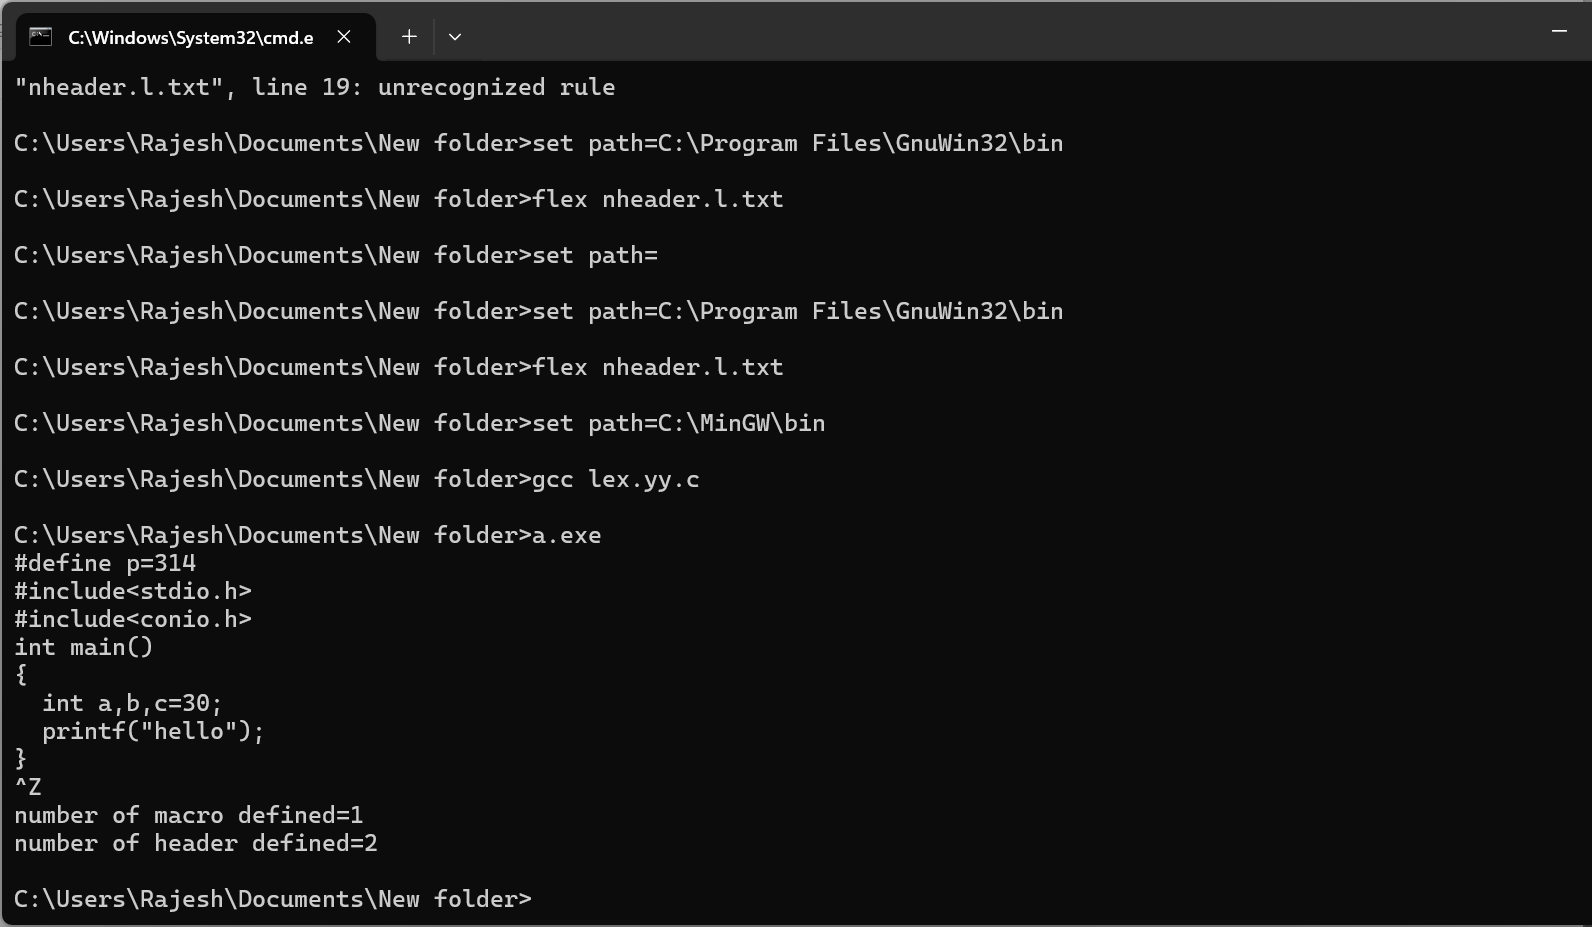 C:\Windows\System32\cmd.e
"nheader.l.txt", line 19: unrecognized rule
C:\Users\Rajesh\Documents\New folder>set path=C:\Program Files\GnuWin32\bin
C:\Users\Rajesh\Documents\New folder>flex nheader.l.txt
C:\Users\Rajesh\Documents\New folder>set path=
C:\Users\Rajesh\Documents\New folder>set path=C:\Program Files\GnuWin32\bin
C:\Users\Rajesh\Documents\New folder>flex nheader.l.txt
C:\Users\Rajesh\Documents\New folder>set path=C:\MinGW\bin
C:\Users\Rajesh\Documents\New folder>gcc lex.yy.c
C:\Users\Rajesh\Documents\New folder>a.exe
#define p=314
#include<stdio.h>
#include<conio.h>
int main()
{
  int a,b,c=30;
  printf("hello");
}
^Z
number of macro defined=1
number of header defined=2
C:\Users\Rajesh\Documents\New folder>